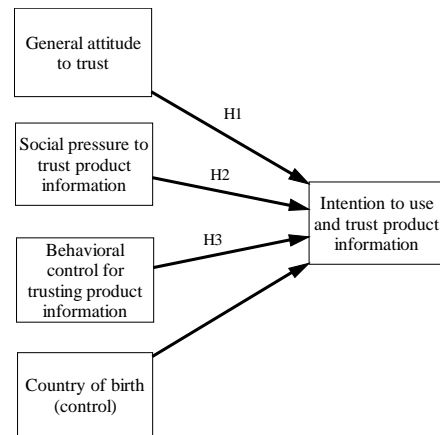 General attitude
to trust
H1
Social pressure to
trust product
information
H2
Intention to use
and trust product
information
Behavioral
control for
trusting product
information
H3
Country of birth
(control)